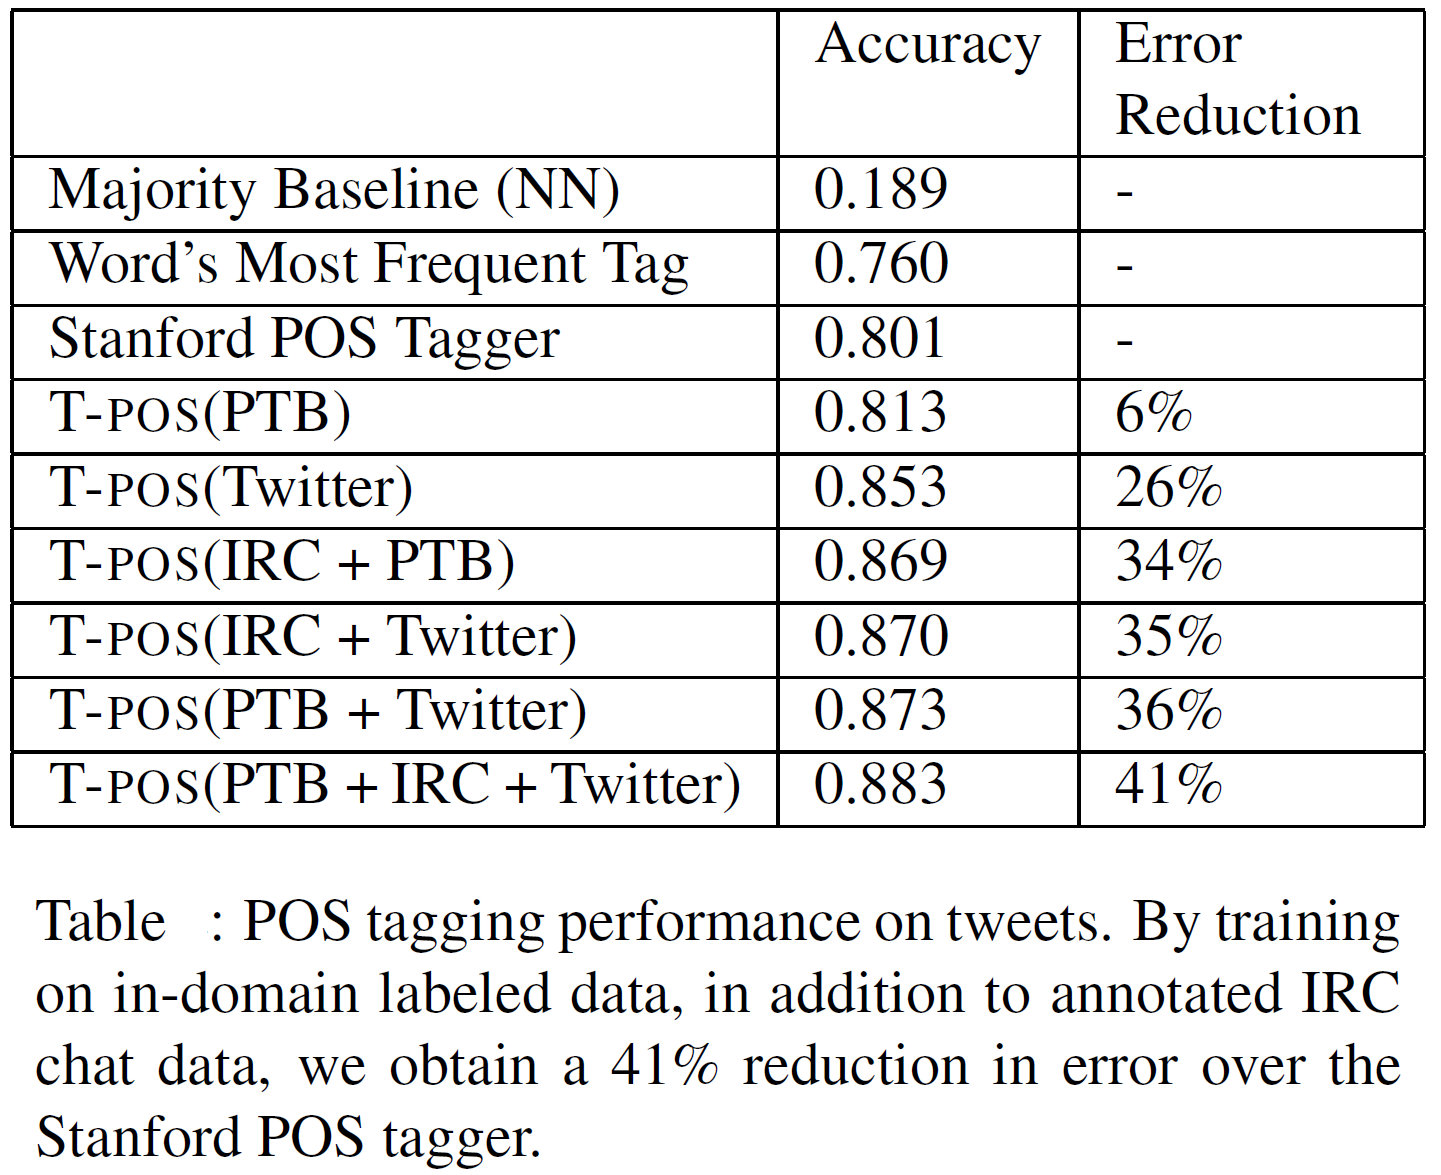 Accuracy Error
Reduction
Majority Baseline (NN) 0.189 -
Word’s Most Frequent Tag 0.760 -
Stanford POS Tagger 0.801 -
T-POS(PTB) 0.813 6%
T-POS(Twitter) 0.853 26%
T-POS(IRC + PTB) 0.869 34%
T-POS(IRC + Twitter) 0.870 35%
T-POS(PTB + Twitter) 0.873 36%
T-POS(PTB + IRC + Twitter) 0.883 41%
Table : POS tagging performance on tweets. By training
on in-domain labeled data, in addition to annotated IRC
chat data, we obtain a 41% reduction in error over the
Stanford POS tagger.